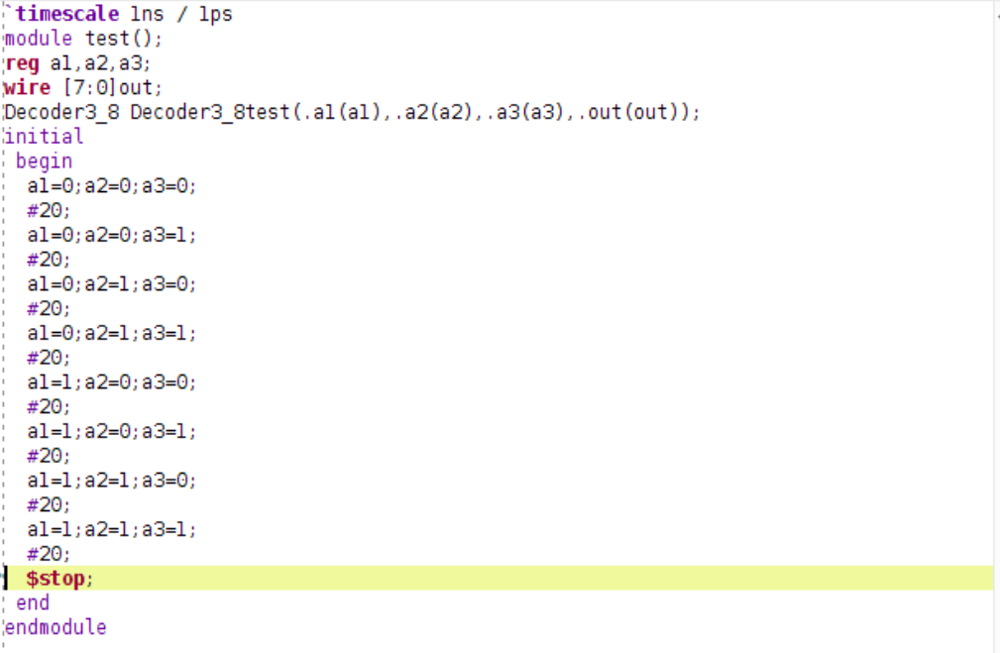 `timescale 1ns / 1ps
module test();
reg a1,a2,a3;
wire [7:0]out;
Decoder3_8 Decoder3_8test(.a1(a1),.a2(a2),.a3(a3),.out(out));
initial
begin
a1=0;a2=0;a3=0;
#20;
a1=0;a2=0;a3=1;
#20;
a1=0;a2=1;a3=0;
#20;
a1=0;a2=1;a3=1;
#20;
a1=1;a2=0;a3=0;
#20;
a1=1;a2=0;a3=1;
#20;
a1=1;a2=1;a3=0;
#20;
a1=1;a2=1;a3=1;
#20;
$stop;
end
endmodule